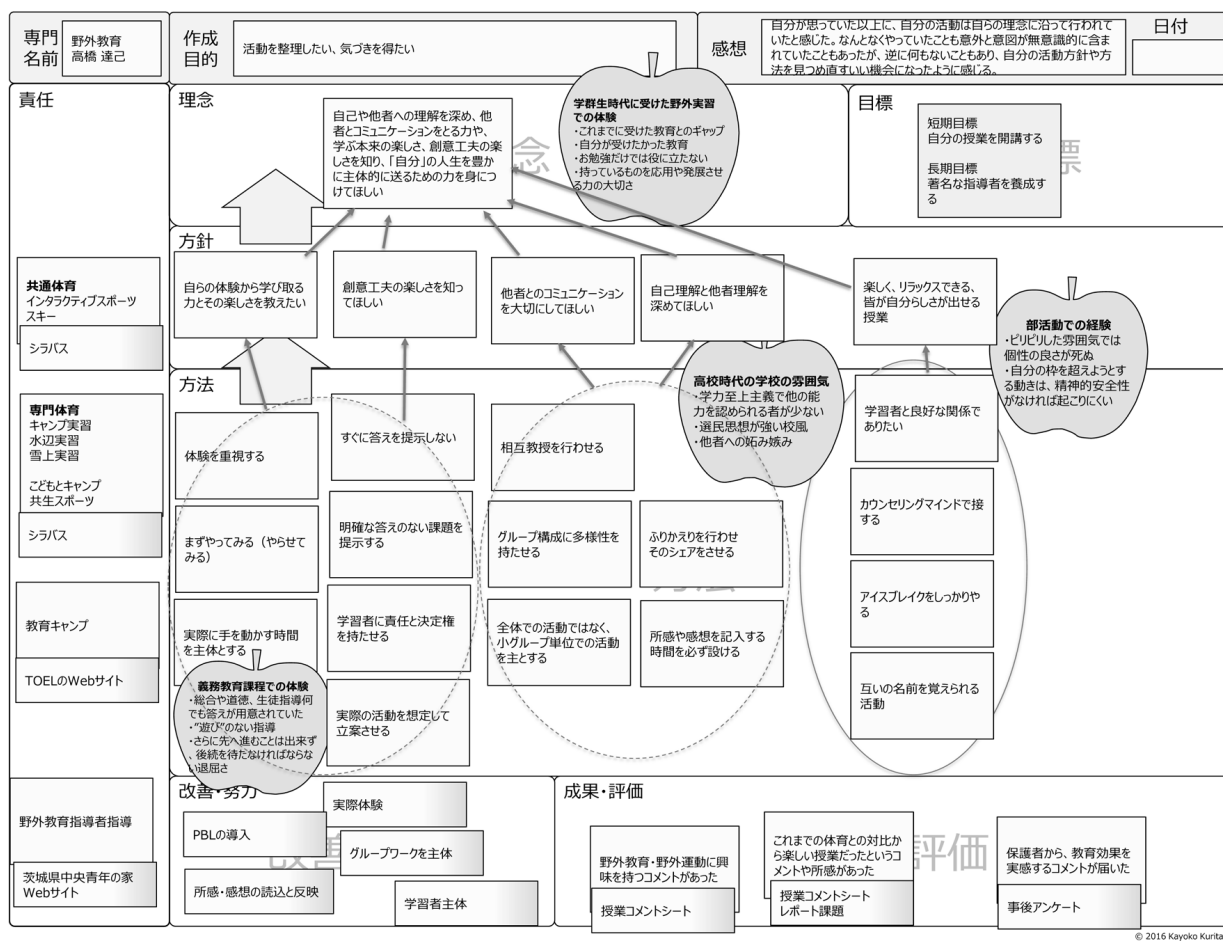 専門
名前
野外教育
高橋 達己
作成
目的
活動を整理したい、気づきを得たい
感想
自分が思っていた以上に、自分の活動は自らの理念に沿って行われて
いたと感じた。なんとなくやっていたことも意外と意図が無意識的に含ま
れていたこともあったが、逆に何もないこともあり、自分の活動方針や方
法を見つめ直すいい機会になったように感じる。
日付
責任
共通体育
インタラクティブスポーツ
スキー
シラバス
専門体育
キャンプ実習
水辺実習
雪上実習
こどもとキャンプ
共生スポーツ
シラバス
教育キャンプ
TOELのWebサイト
野外教育指導者指導
茨城県中央青年の家
Webサイト
理念
自己や他者への理解を深め、他
者とコミュニケーションをとる力や、
学ぶ本来の楽しさ、創意工夫の楽
しさを知り、「自分」の人生を豊か
に主体的に送るための力を身につ
けてほしい
念
学群生時代に受けた野外実習
での体験
・これまでに受けた教育とのギャップ
・自分が受けたかった教育
・お勉強だけでは役に立たない
・持っているものを応用や発展させ
る力の大切さ
目標
短期目標
自分の授業を開講する
長期目標
著名な指導者を養成す
る
標
方針
自らの体験から学び取る
力とその楽しさを教えたい
創意工夫の楽しさを知っ
てほしい
他者とのコミュニケーション
を大切にしてほしい
自己理解と他者理解を
深めてほしい
楽しく、リラックスできる、
皆が自分らしさが出せる
授業
部活動での経験
・ピリピリした雰囲気では
個性の良さが死ぬ
・自分の枠を超えようとす
る動きは、精神的安全性
がなければ起こりにくい
方法
体験を重視する
まずやってみる（やらせて
みる）
実際に手を動かす時間
を主体とする
すぐに答えを提示しない
明確な答えのない課題を
提示する
学習者に責任と決定権
を持たせる
実際の活動を想定して
立案させる
義務教育課程での体験
・総合や道徳、生徒指導何
でも答えが用意されていた
・"遊び"のない指導
・さらに先へ進むことは出来ず
、後続を待たなければならな
い退屈さ
相互教授を行わせる
グループ構成に多様性を
持たせる
全体での活動ではなく、
小グループ単位での活動
を主とする
高校時代の学校の雰囲気
・学力至上主義で他の能
力を認められる者が少ない
・選民思想が強い校風
・他者への妬み嫉み
ふりかえりを行わせ
そのシェアをさせる
所感や感想を記入する
時間を必ず設ける
学習者と良好な関係で
ありたい
カウンセリングマインドで接
する
アイスブレイクをしっかりや
る
互いの名前を覚えられる
活動
改善・努力
PBLの導入
実際体験
グループワークを主体
所感・感想の読込と反映
学習者主体
成果・評価
野外教育・野外運動に興
味を持つコメントがあった
授業コメントシート
これまでの体育との対比か
ら楽しい授業だったというコ
メントや所感があった
授業コメントシート
レポート課題
評価
保護者から、教育効果を
実感するコメントが届いた
事後アンケート
© 2016 Kayoko Kurita